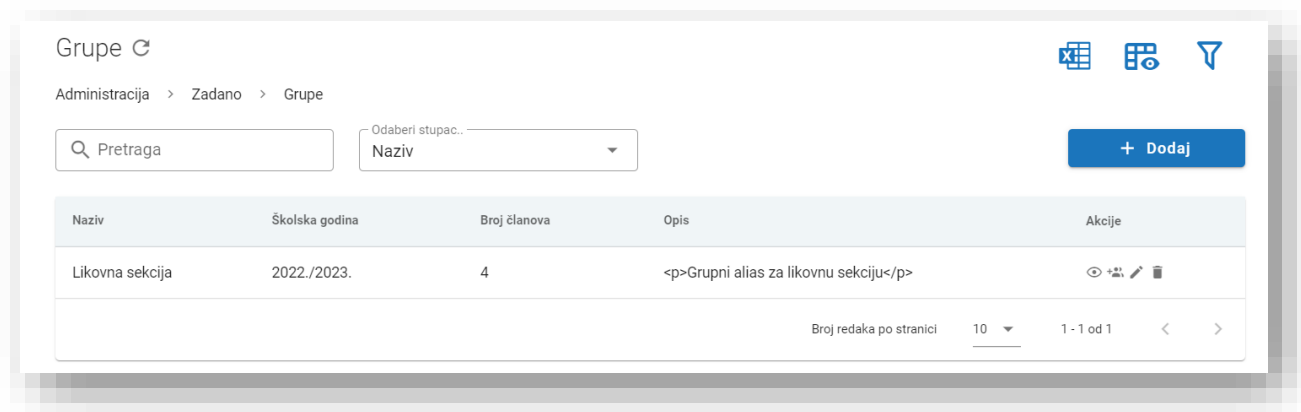 Grupe
Administracija > Zadano > Grupe
Pretraga
Odaberi stupac..
Naziv
+ Dodaj
Naziv Školska godina Broj članova Opis Akcije
Likovna sekcija 2022./2023. 4 <p>Grupni alias za likovnu sekciju</p>
Broj redaka po stranici 10 1 - 1 od 1